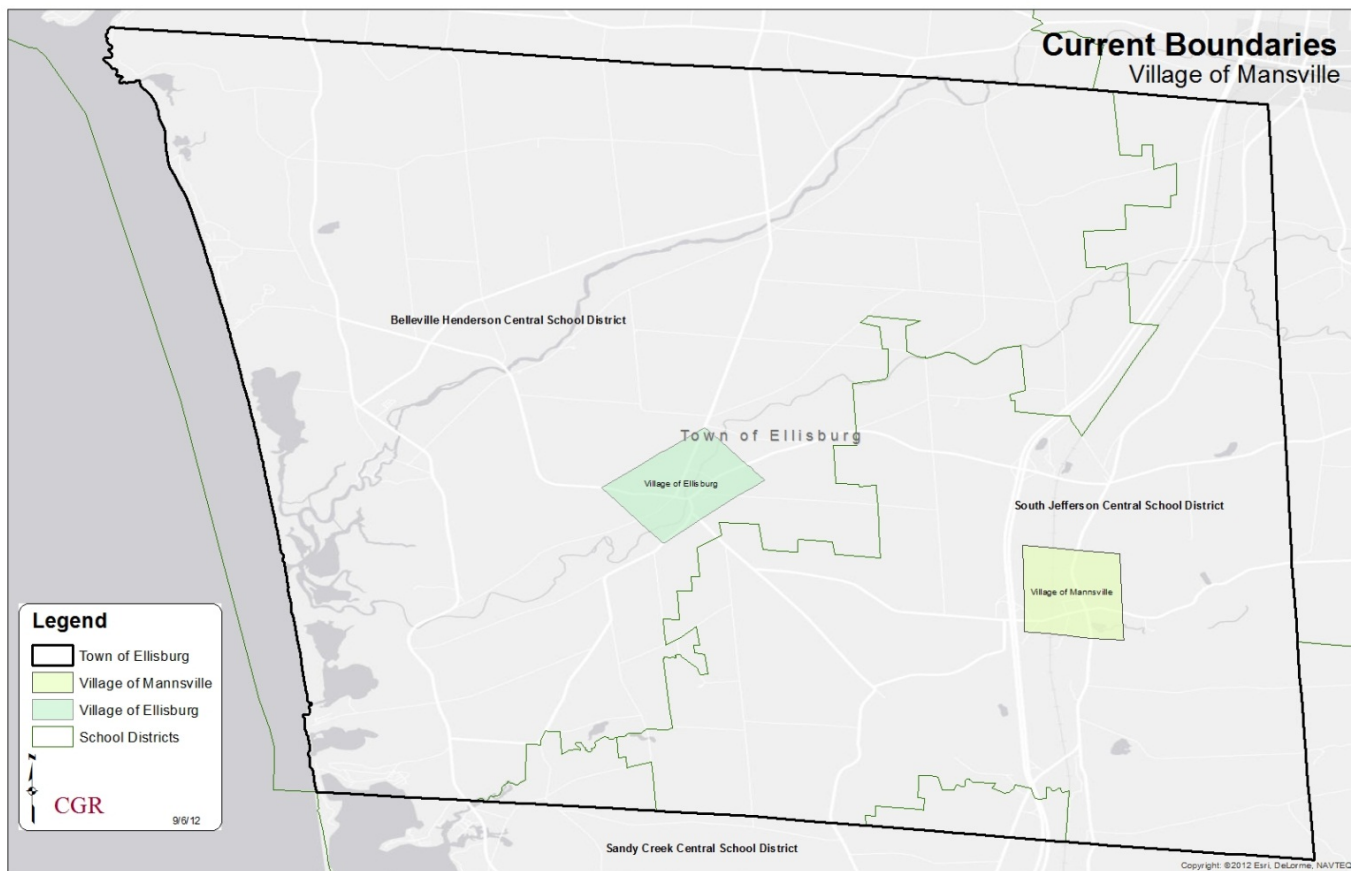 Current Boundaries
Village of Mansville
Belleville Henderson Central School District
Town of Ellisburg
Village of Ellisburg
South Jefferson Central School District
Village of Mannsville
Legend
Town of Ellisburg
Village of Mannsville
Village of Ellisburg
School Districts
N
CGR
9/6/12
Sandy Creek Central School District
Copyright: ©2012 Esri, DeLorme, NAVTEQ